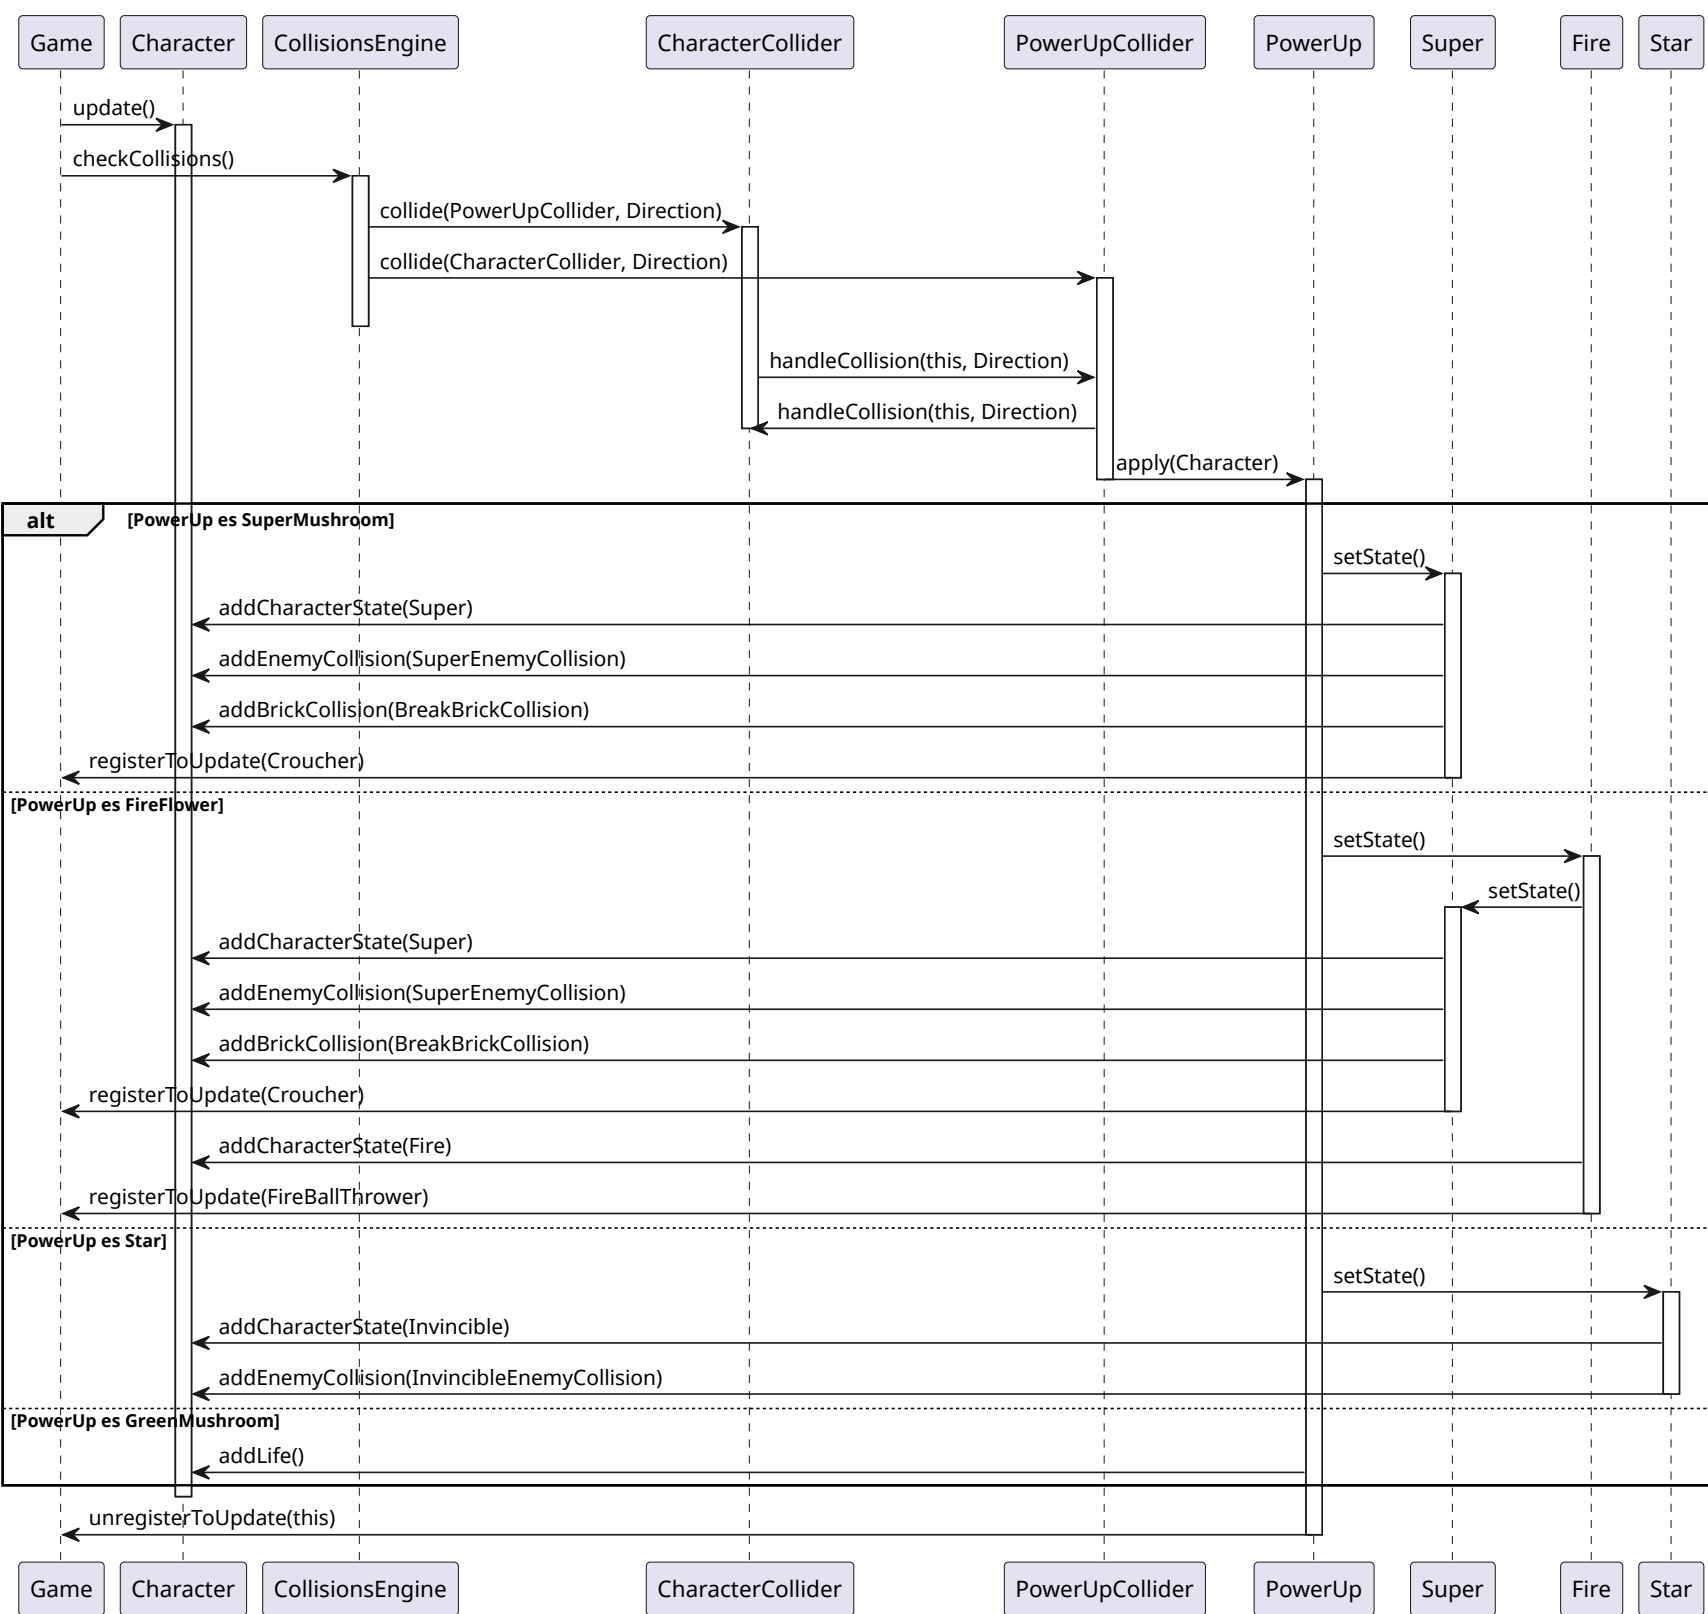 Game Character CollisionsEngine CharacterCollider PowerUpCollider PowerUp Super Fire Star
update()
checkCollisions()
collide(PowerUpCollider, Direction)
collide(CharacterCollider, Direction)
handleCollision(this, Direction)
handleCollision(this, Direction)
apply(Character)
alt [PowerUp es SuperMushroom]
setState()
addCharacterState(Super)
addEnemyCollision(SuperEnemyCollision)
addBrickCollision(BreakBrickCollision)
registerToUpdate(Croucher)
[PowerUp es FireFlower]
setState()
setState()
addCharacterState(Super)
addEnemyCollision(SuperEnemyCollision)
addBrickCollision(BreakBrickCollision)
registerToUpdate(Croucher)
addCharacterState(Fire)
registerToUpdate(FireBallThrower)
[PowerUp es Star]
setState()
addCharacterState(Invincible)
addEnemyCollision(InvincibleEnemyCollision)
[PowerUp es GreenMushroom]
addLife()
unregisterToUpdate(this)
Game Character CollisionsEngine CharacterCollider PowerUpCollider PowerUp Super Fire Star